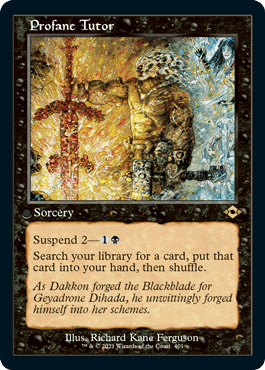 Profane Tutor
Sorcery
Suspend 2—1
Search your library for a card, put that
card into your hand, then shuffle.
As Dakkon forged the Blackblade for
Geyadrone Dihada, he unwittingly forged
himself into her schemes.
Illus. Richard Kane Ferguson
™ & © 2021 Wizards of the Coast 401